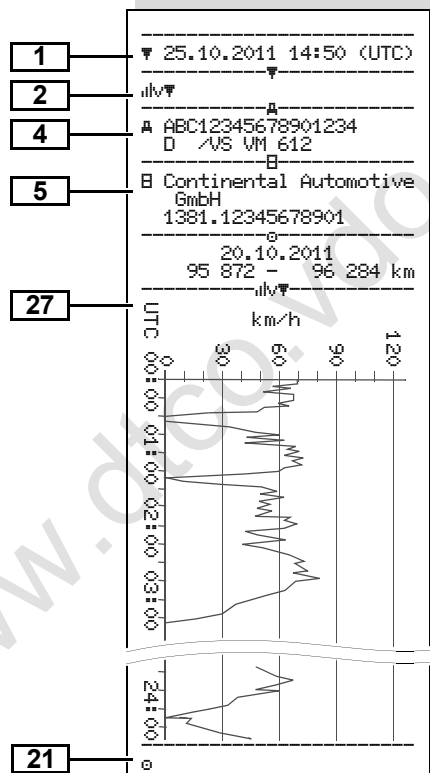 1
25.10.2011 14:50 (UTC)
2
4
ABC12345678901234
D /VS VM 612
5
Continental Automotive
GmbH
1381.12345678901
20.10.2011
95 872 - 96 284 km
27
UTC
km/h
0 30 60 90 120
00:00
01:00
02:00
03:00
24:00
21
w.dtco.vdo